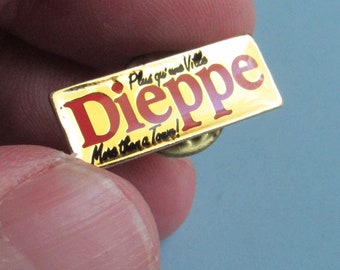 Plus qu'une Ville
Dieppe
More than a Town!